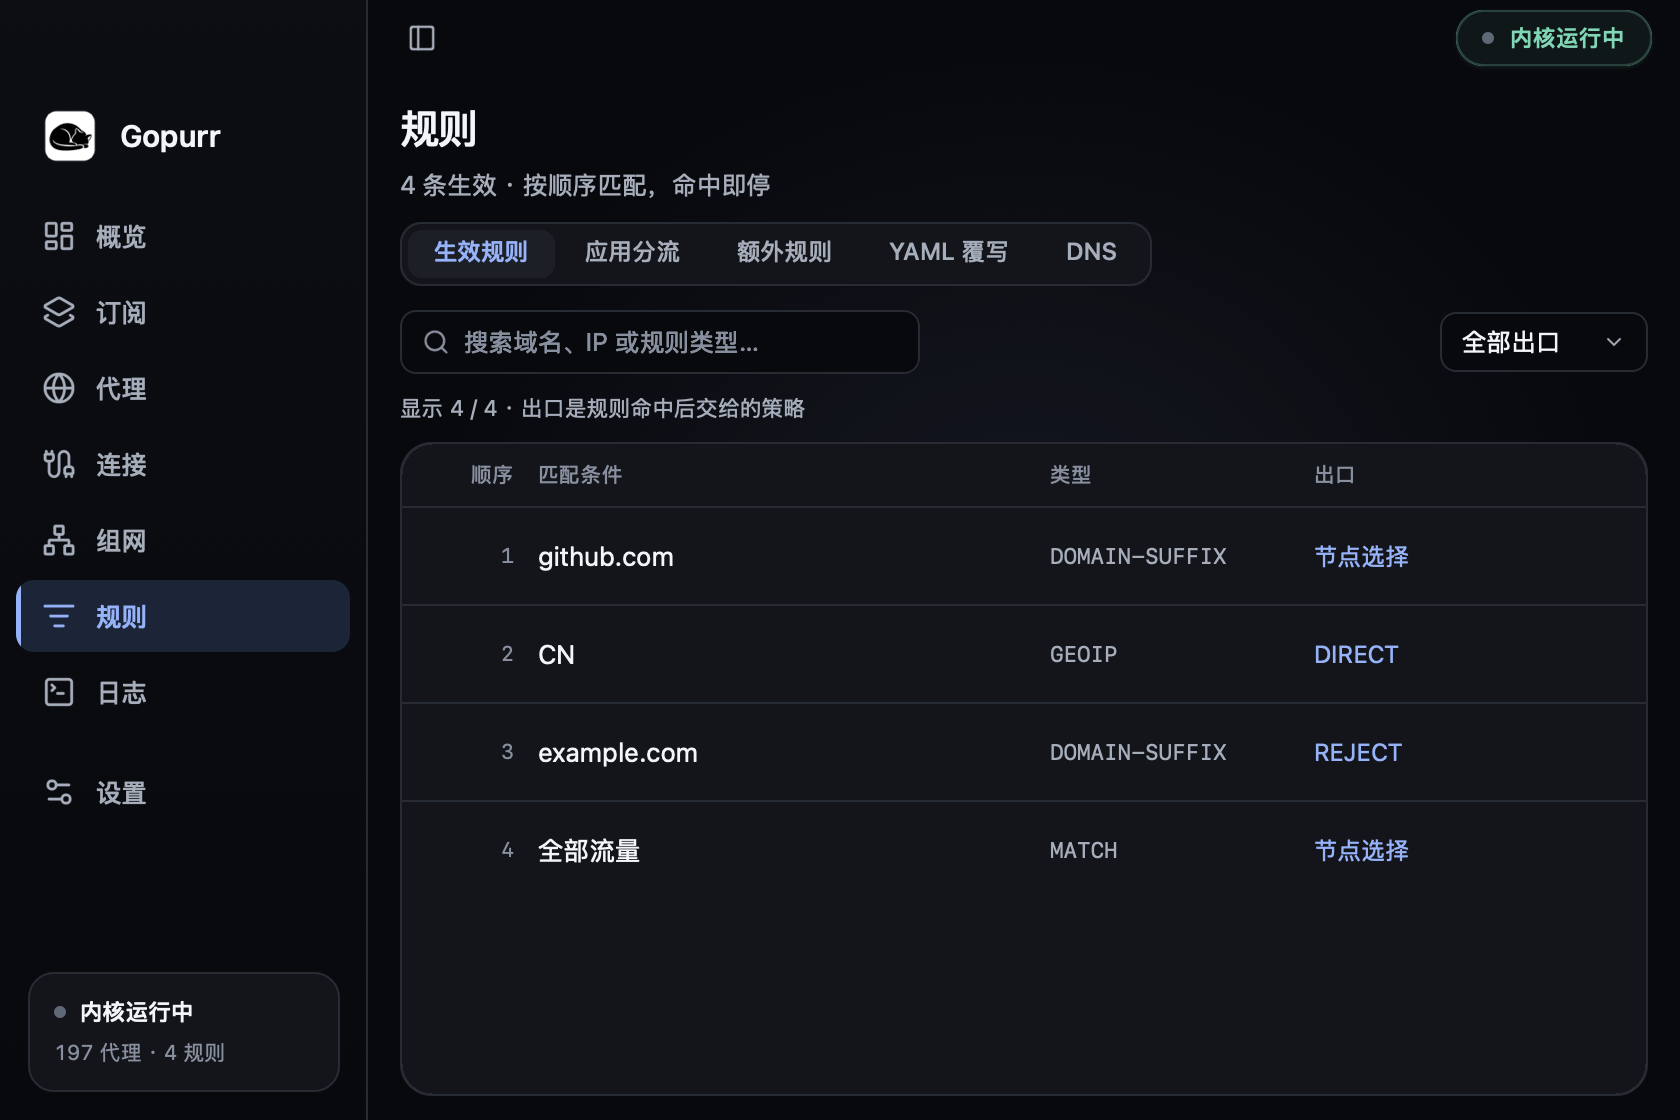 内核运行中
Gopurr
概览
订阅
代理
连接
组网
规则
日志
设置
内核运行中
197 代理 · 4 规则
规则
4 条生效 · 按顺序匹配，命中即停
生效规则 应用分流 额外规则 YAML 覆写 DNS
搜索域名、IP 或规则类型...
全部出口
显示 4 / 4 · 出口是规则命中后交给的策略
顺序 匹配条件 类型 出口
1 github.com DOMAIN-SUFFIX 节点选择
2 CN GEOIP DIRECT
3 example.com DOMAIN-SUFFIX REJECT
4 全部流量 MATCH 节点选择